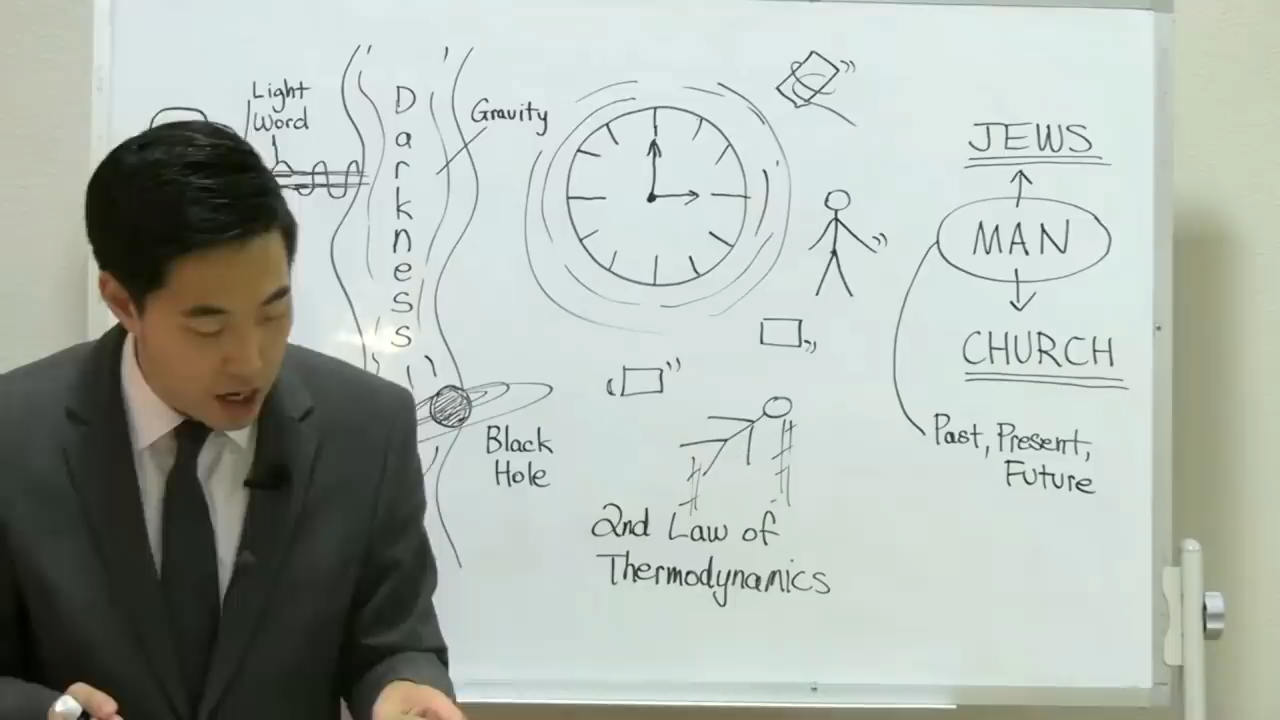 Light
Word
Darkness
Gravity
Black
Hole
2nd Law of
Thermodynamics
JEWS
MAN
CHURCH
Past, Present,
Future